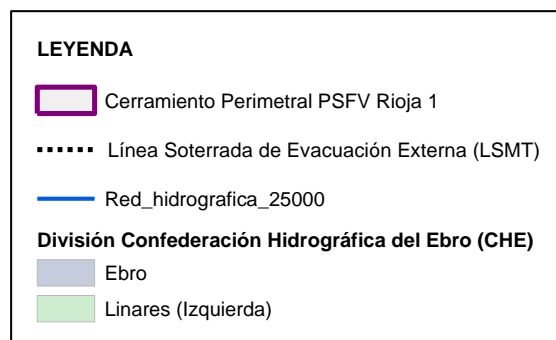 LEYENDA
Cerramiento Perimetral PSFV Rioja 1
Línea Soterrada de Evacuación Externa (LSMT)
Red_hidrografica_25000
División Confederación Hidrográfica del Ebro (CHE)
Ebro
Linares (Izquierda)